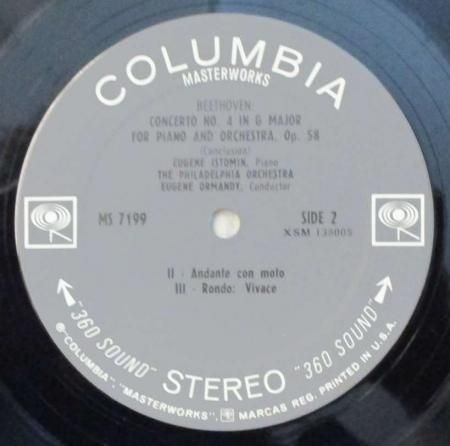 COLUMBIA
MASTERWORKS
BEETHOVEN:
CONCERTO NO. 4 IN G MAJOR
FOR PIANO AND ORCHESTRA, Op. 58
(Conclusion)
EUGENE ISTOMIN, Piano
THE PHILADELPHIA ORCHESTRA
EUGENE ORMANDY, Conductor
MS 7199
SIDE 2
XSM 138005
II - Andante con moto
III - Rondo: Vivace
"360 SOUND" STEREO "360 SOUND"
℗"COLUMBIA", "MASTERWORKS", MARCAS REG. PRINTED IN U.S.A.